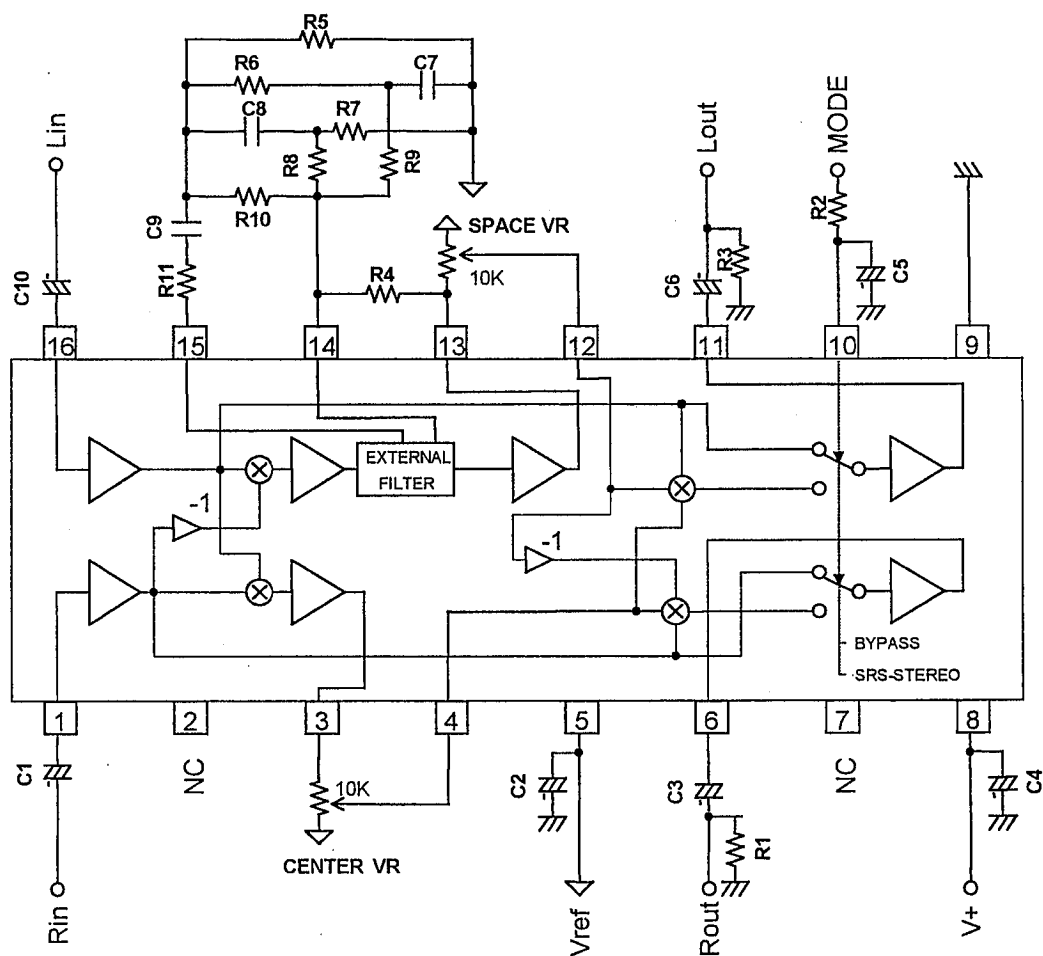 R5
R6
C7
C8
R7
R8
R9
R10
C9
R11
Lin
C10
SPACE VR
10K
R4
Lout
C6
R3
MODE
R2
C5
16
15
14
13
12
11
10
9
EXTERNAL
FILTER
-1
-1
BYPASS
SRS-STEREO
1
2
3
4
5
6
7
8
C1
Rin
NC
10K
CENTER VR
C2
Vref
C3
R1
Rout
NC
C4
V+